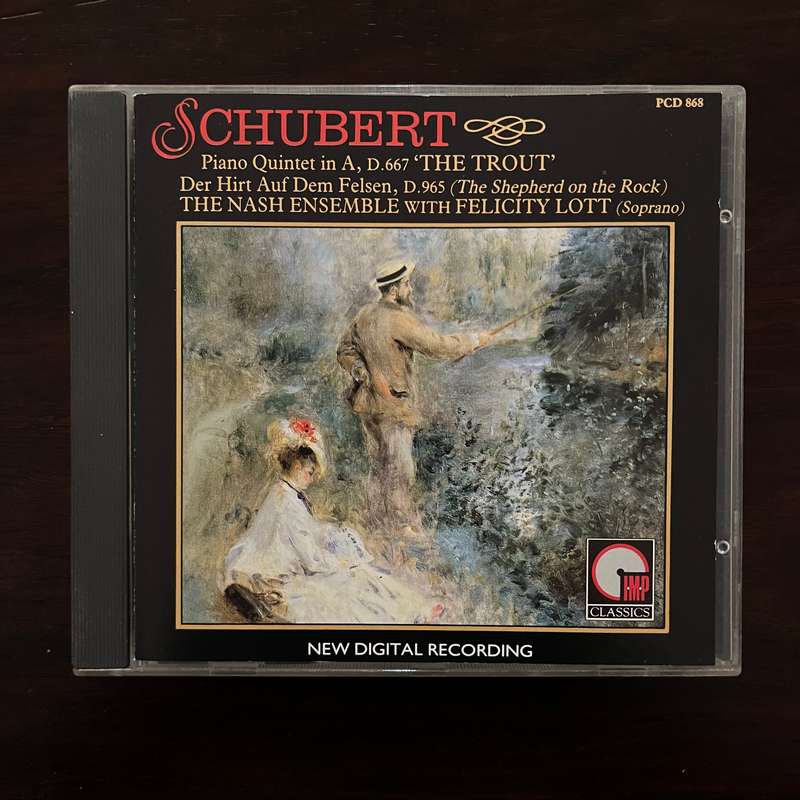 PCD 868
SCHUBERT
Piano Quintet in A, D.667 ‘THE TROUT’
Der Hirt Auf Dem Felsen, D.965 (The Shepherd on the Rock)
THE NASH ENSEMBLE WITH FELICITY LOTT (Soprano)
IMP
CLASSICS
NEW DIGITAL RECORDING